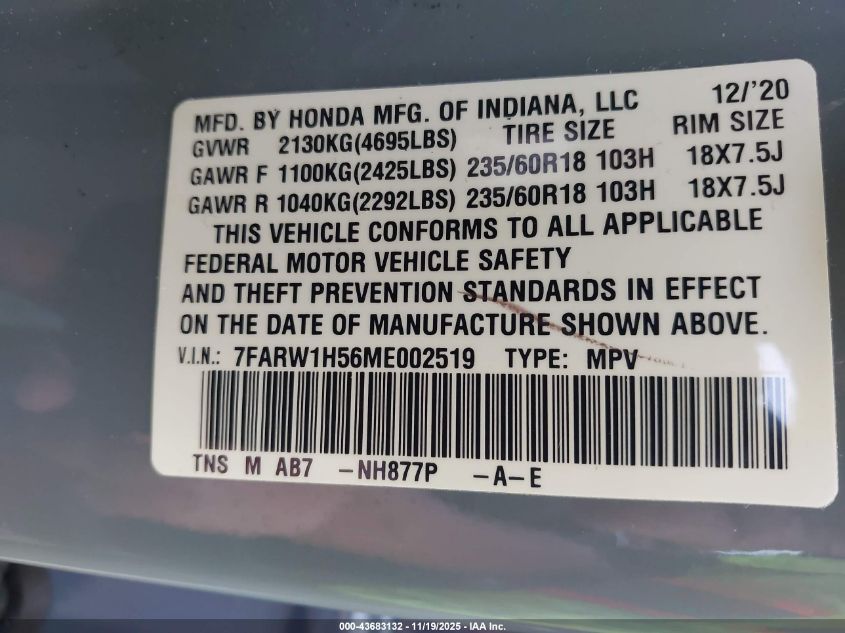 MFD. BY HONDA MFG. OF INDIANA, LLC 12/'20
GVWR 2130KG(4695LBS) TIRE SIZE RIM SIZE
GAWR F 1100KG(2425LBS) 235/60R18 103H 18X7.5J
GAWR R 1040KG(2292LBS) 235/60R18 103H 18X7.5J
THIS VEHICLE CONFORMS TO ALL APPLICABLE
FEDERAL MOTOR VEHICLE SAFETY
AND THEFT PREVENTION STANDARDS IN EFFECT
ON THE DATE OF MANUFACTURE SHOWN ABOVE.
V.I.N.: 7FARW1H56ME002519 TYPE: MPV
TNS M AB7 -NH877P -A-E
000-43683132 - 11/19/2025 - IAA Inc.